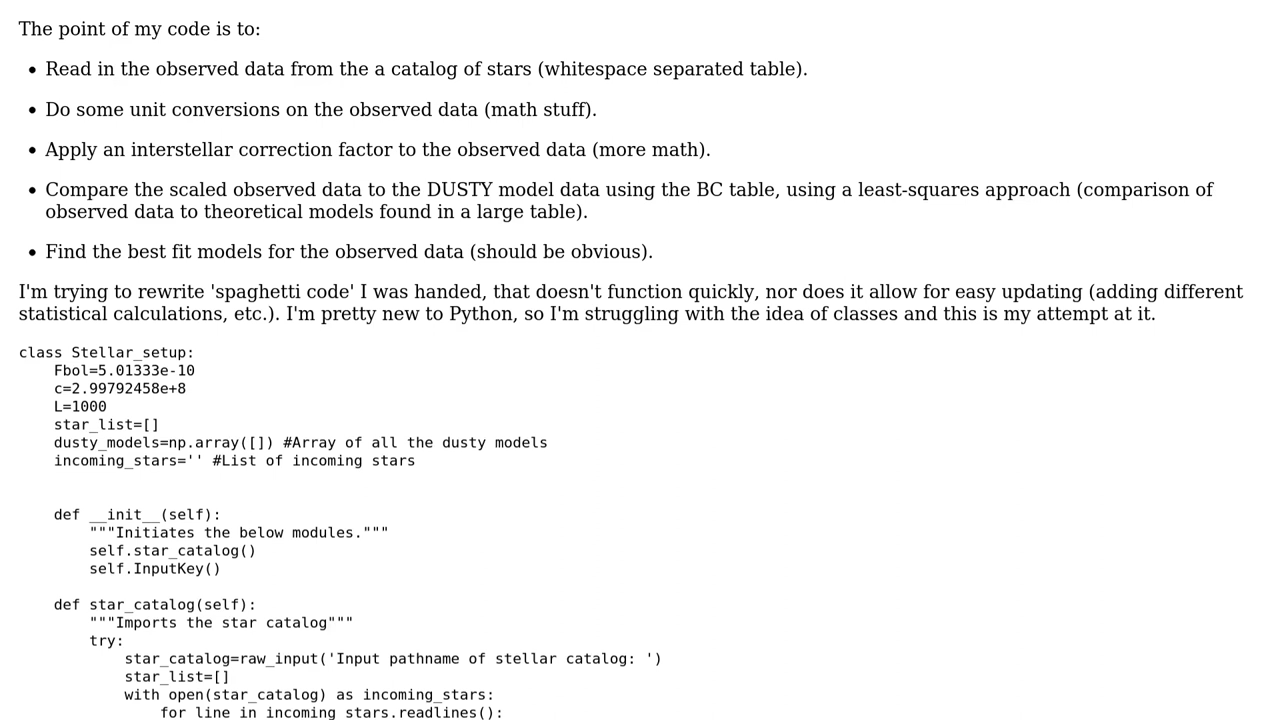 The point of my code is to:
• Read in the observed data from the a catalog of stars (whitespace separated table).
• Do some unit conversions on the observed data (math stuff).
• Apply an interstellar correction factor to the observed data (more math).
• Compare the scaled observed data to the DUSTY model data using the BC table, using a least-squares approach (comparison of
observed data to theoretical models found in a large table).
• Find the best fit models for the observed data (should be obvious).
I'm trying to rewrite 'spaghetti code' I was handed, that doesn't function quickly, nor does it allow for easy updating (adding different
statistical calculations, etc.). I'm pretty new to Python, so I'm struggling with the idea of classes and this is my attempt at it.
class Stellar_setup:
    Fbol=5.01333e-10
    c=2.99792458e+8
    L=1000
    star_list=[]
    dusty_models=np.array([]) #Array of all the dusty models
    incoming_stars='' #List of incoming stars
    def __init__(self):
        """Initiates the below modules."""
        self.star_catalog()
        self.InputKey()
    def star_catalog(self):
        """Imports the star catalog"""
        try:
            star_catalog=raw_input('Input pathname of stellar catalog: ')
            star_list=[]
            with open(star_catalog) as incoming_stars:
                for line in incoming_stars.readlines():